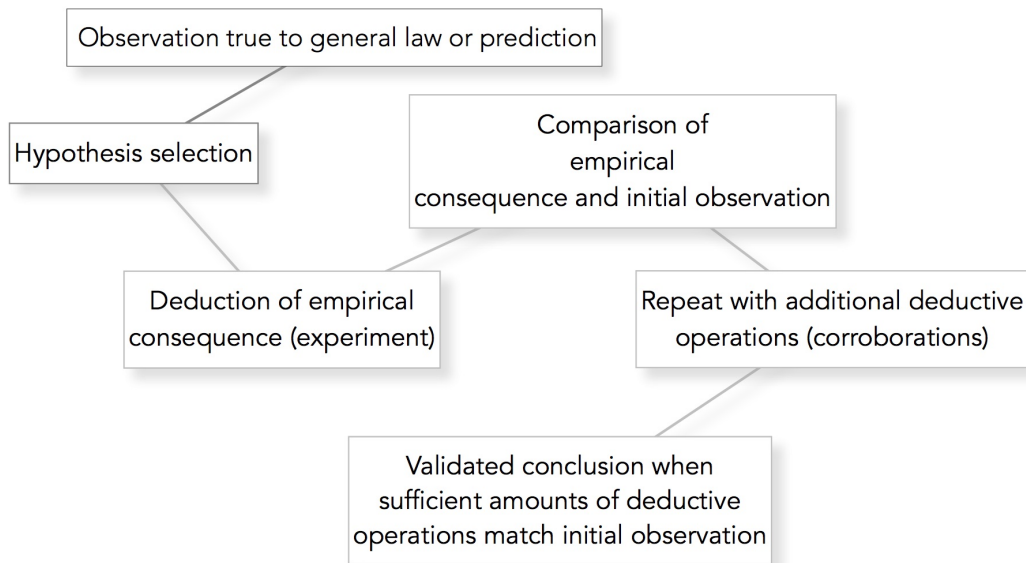 Observation true to general law or prediction
Hypothesis selection
Comparison of
empirical
consequence and initial observation
Deduction of empirical
consequence (experiment)
Repeat with additional deductive
operations (corroborations)
Validated conclusion when
sufficient amounts of deductive
operations match initial observation